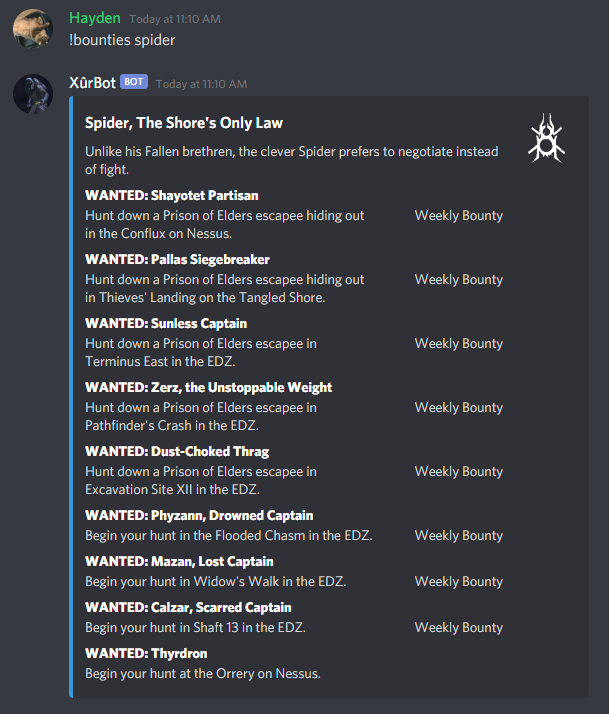 Hayden Today at 11:10 AM
!bounties spider
XûrBot BOT Today at 11:10 AM
Spider, The Shore's Only Law
Unlike his Fallen brethren, the clever Spider prefers to negotiate instead
of fight.
WANTED: Shayotet Partisan
Hunt down a Prison of Elders escapee hiding out Weekly Bounty
in the Conflux on Nessus.
WANTED: Pallas Siegebreaker
Hunt down a Prison of Elders escapee hiding out Weekly Bounty
in Thieves' Landing on the Tangled Shore.
WANTED: Sunless Captain
Hunt down a Prison of Elders escapee in Weekly Bounty
Terminus East in the EDZ.
WANTED: Zerz, the Unstoppable Weight
Hunt down a Prison of Elders escapee in Weekly Bounty
Pathfinder's Crash in the EDZ.
WANTED: Dust-Choked Thrag
Hunt down a Prison of Elders escapee in Weekly Bounty
Excavation Site XII in the EDZ.
WANTED: Phyzann, Drowned Captain
Begin your hunt in the Flooded Chasm in the EDZ. Weekly Bounty
WANTED: Mazan, Lost Captain
Begin your hunt in Widow's Walk in the EDZ. Weekly Bounty
WANTED: Calzar, Scarred Captain
Begin your hunt in Shaft 13 in the EDZ. Weekly Bounty
WANTED: Thyrdron
Begin your hunt at the Orrery on Nessus.